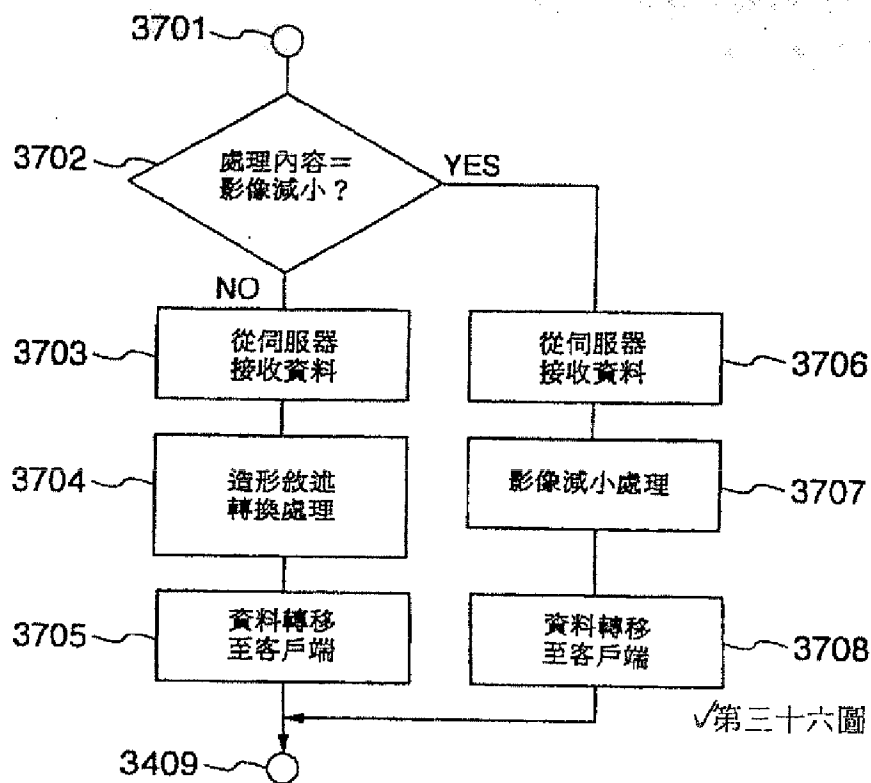 3701
3702
處理內容＝
影像減小？
YES
NO
3703
從伺服器
接收資料
從伺服器
接收資料
3706
3704
造形敘述
轉換處理
影像減小處理
3707
3705
資料轉移
至客戶端
資料轉移
至客戶端
3708
✓第三十六圖
3409